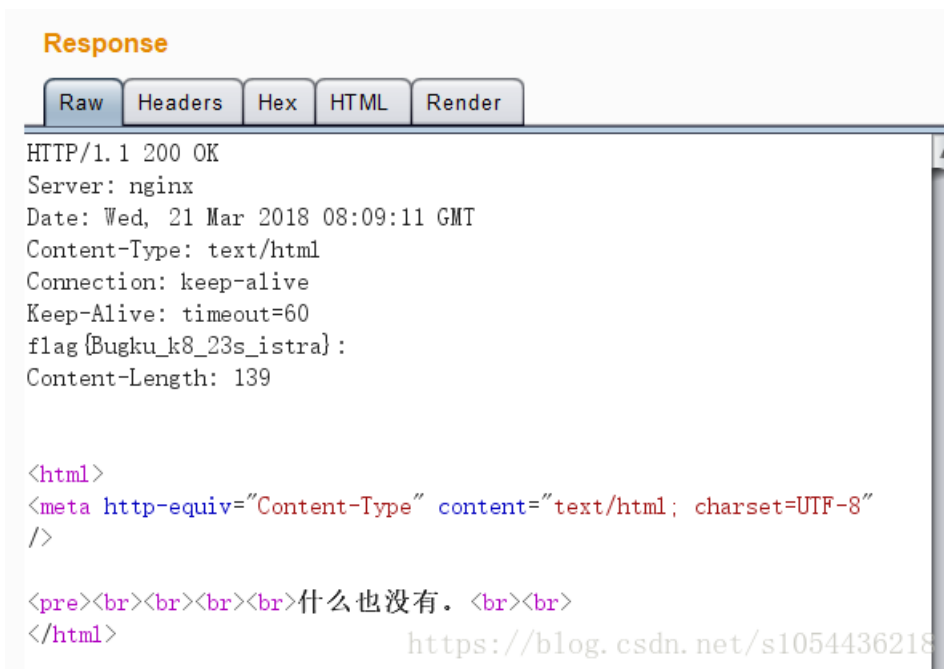 Response
Raw Headers Hex HTML Render
HTTP/1.1 200 OK
Server: nginx
Date: Wed, 21 Mar 2018 08:09:11 GMT
Content-Type: text/html
Connection: keep-alive
Keep-Alive: timeout=60
flag{Bugku_k8_23s_istra}:
Content-Length: 139
<html>
<meta http-equiv="Content-Type" content="text/html; charset=UTF-8"
/>
<pre><br><br><br><br>什么也没有。<br><br>
</html>
https://blog.csdn.net/s1054436218